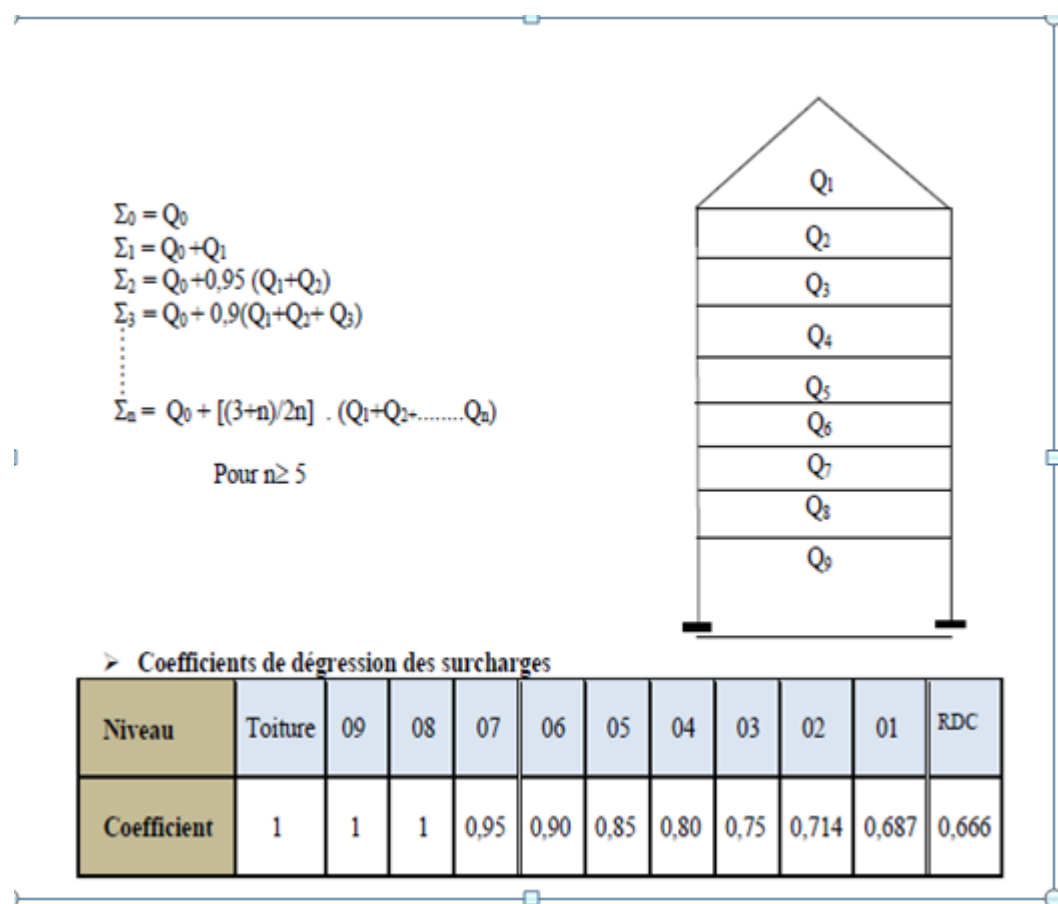 Σ₀ = Q₀
Σ₁ = Q₀ +Q₁
Σ₂ = Q₀ +0,95 (Q₁+Q₂)
Σ₃ = Q₀ + 0,9(Q₁+Q₂+ Q₃)
Σₙ = Q₀ + [(3+n)/2n] . (Q₁+Q₂₊........Qₙ)
Pour n≥ 5
Q₁
Q₂
Q₃
Q₄
Q₅
Q₆
Q₇
Q₈
Q₉
➢ Coefficients de dégression des surcharges
Niveau Toiture 09 08 07 06 05 04 03 02 01 RDC
Coefficient 1 1 1 0,95 0,90 0,85 0,80 0,75 0,714 0,687 0,666